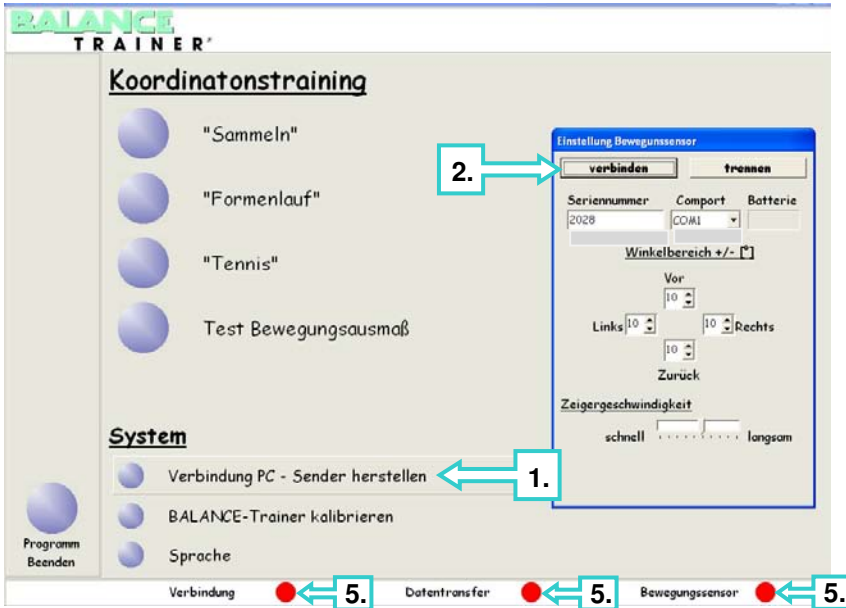 BALANCE
TRAINER
Koordinatonstraining
"Sammeln"
"Formenlauf"
"Tennis"
Test Bewegungsausmaß
System
Verbindung PC - Sender herstellen
1.
BALANCE-Trainer kalibrieren
Sprache
Programm
Beenden
Einstellung Bewegunssensor
2.
verbinden trennen
Seriennummer Comport Batterie
2028 COM1
Winkelbereich +/- [°]
Vor
10
Links 10 10 Rechts
10
Zurück
Zeigergeschwindigkeit
schnell langsam
Verbindung 5. Datentransfer 5. Bewegungssensor 5.